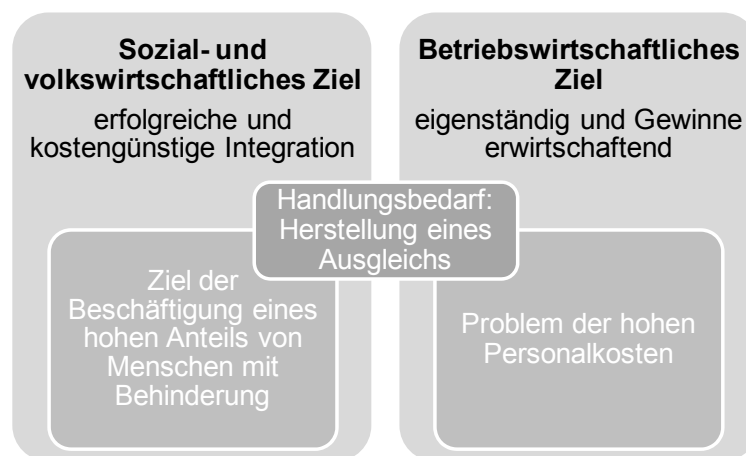 Sozial- und
volkswirtschaftliches Ziel
erfolgreiche und
kostengünstige Integration
Betriebswirtschaftliches
Ziel
eigenständig und Gewinne
erwirtschaftend
Handlungsbedarf:
Herstellung eines
Ausgleichs
Ziel der
Beschäftigung eines
hohen Anteils von
Menschen mit
Behinderung
Problem der hohen
Personalkosten